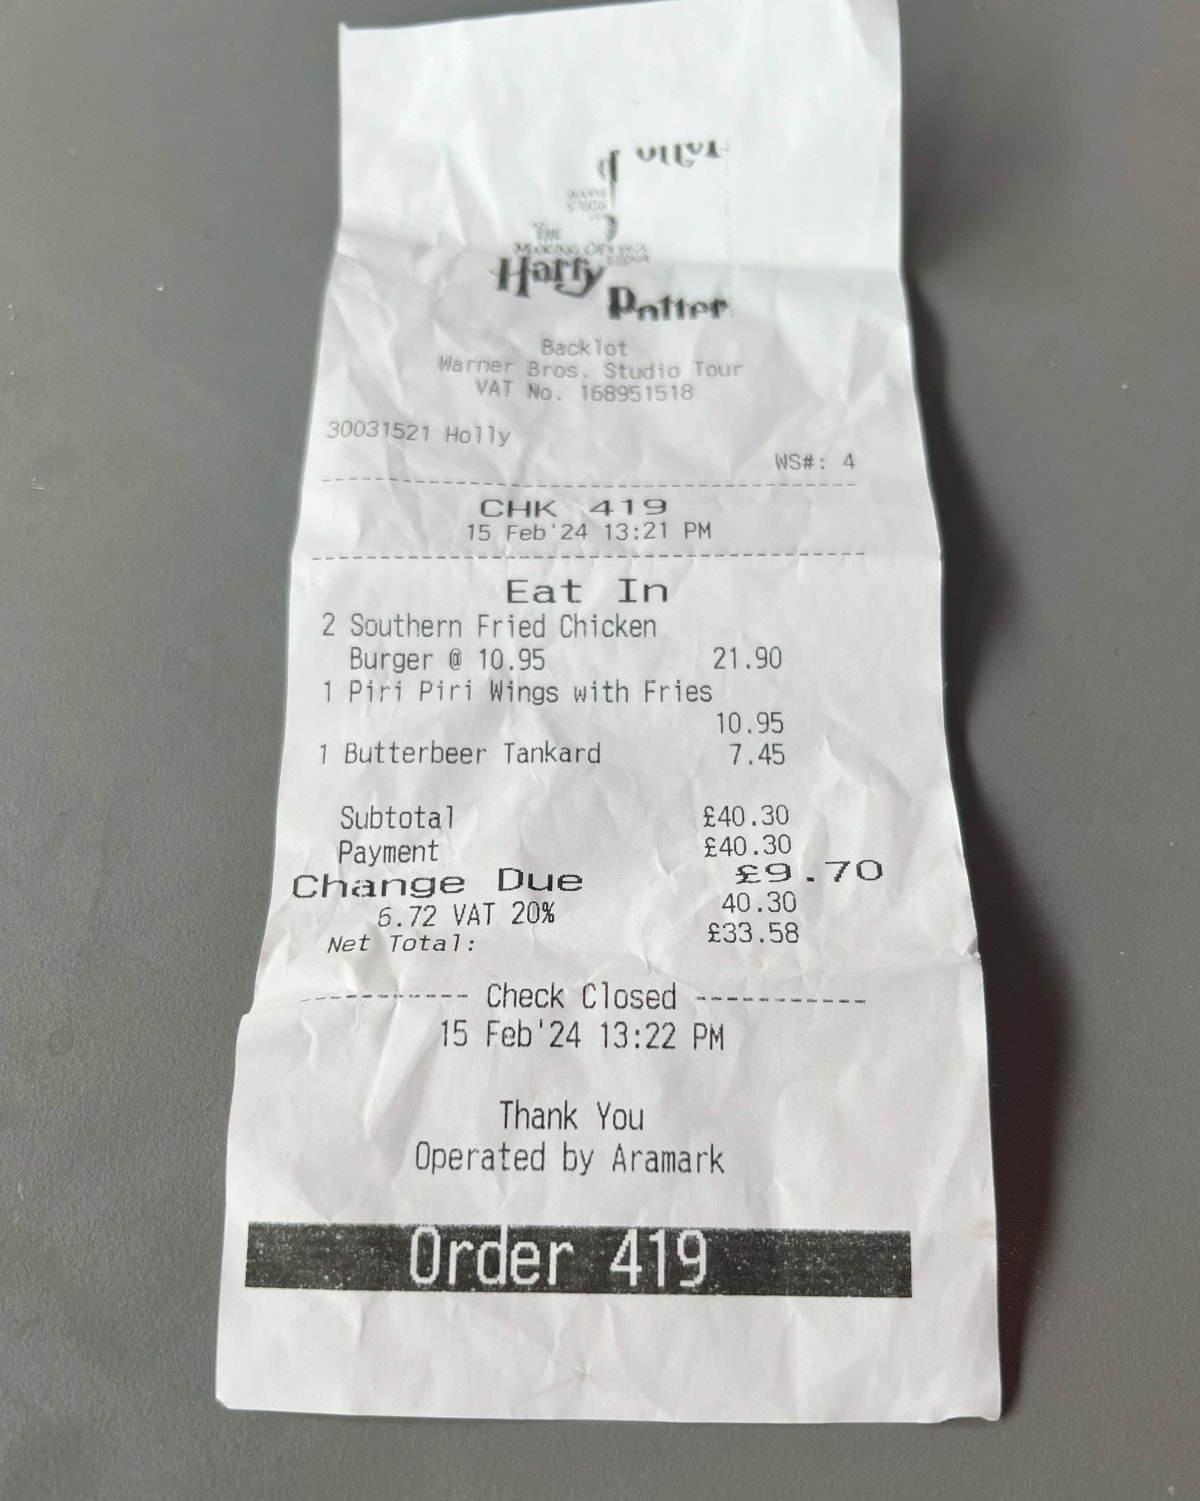 THE
MAKING OF
Harry
Potter
Backlot
Warner Bros. Studio Tour
VAT No. 168951518
30031521 Holly
WS#: 4
CHK 419
15 Feb'24 13:21 PM
Eat In
2 Southern Fried Chicken
Burger @ 10.95 21.90
1 Piri Piri Wings with Fries
10.95
1 Butterbeer Tankard 7.45
Subtotal £40.30
Payment £40.30
Change Due £9.70
6.72 VAT 20% 40.30
Net Total: £33.58
----------- Check Closed -----------
15 Feb'24 13:22 PM
Thank You
Operated by Aramark
Order 419